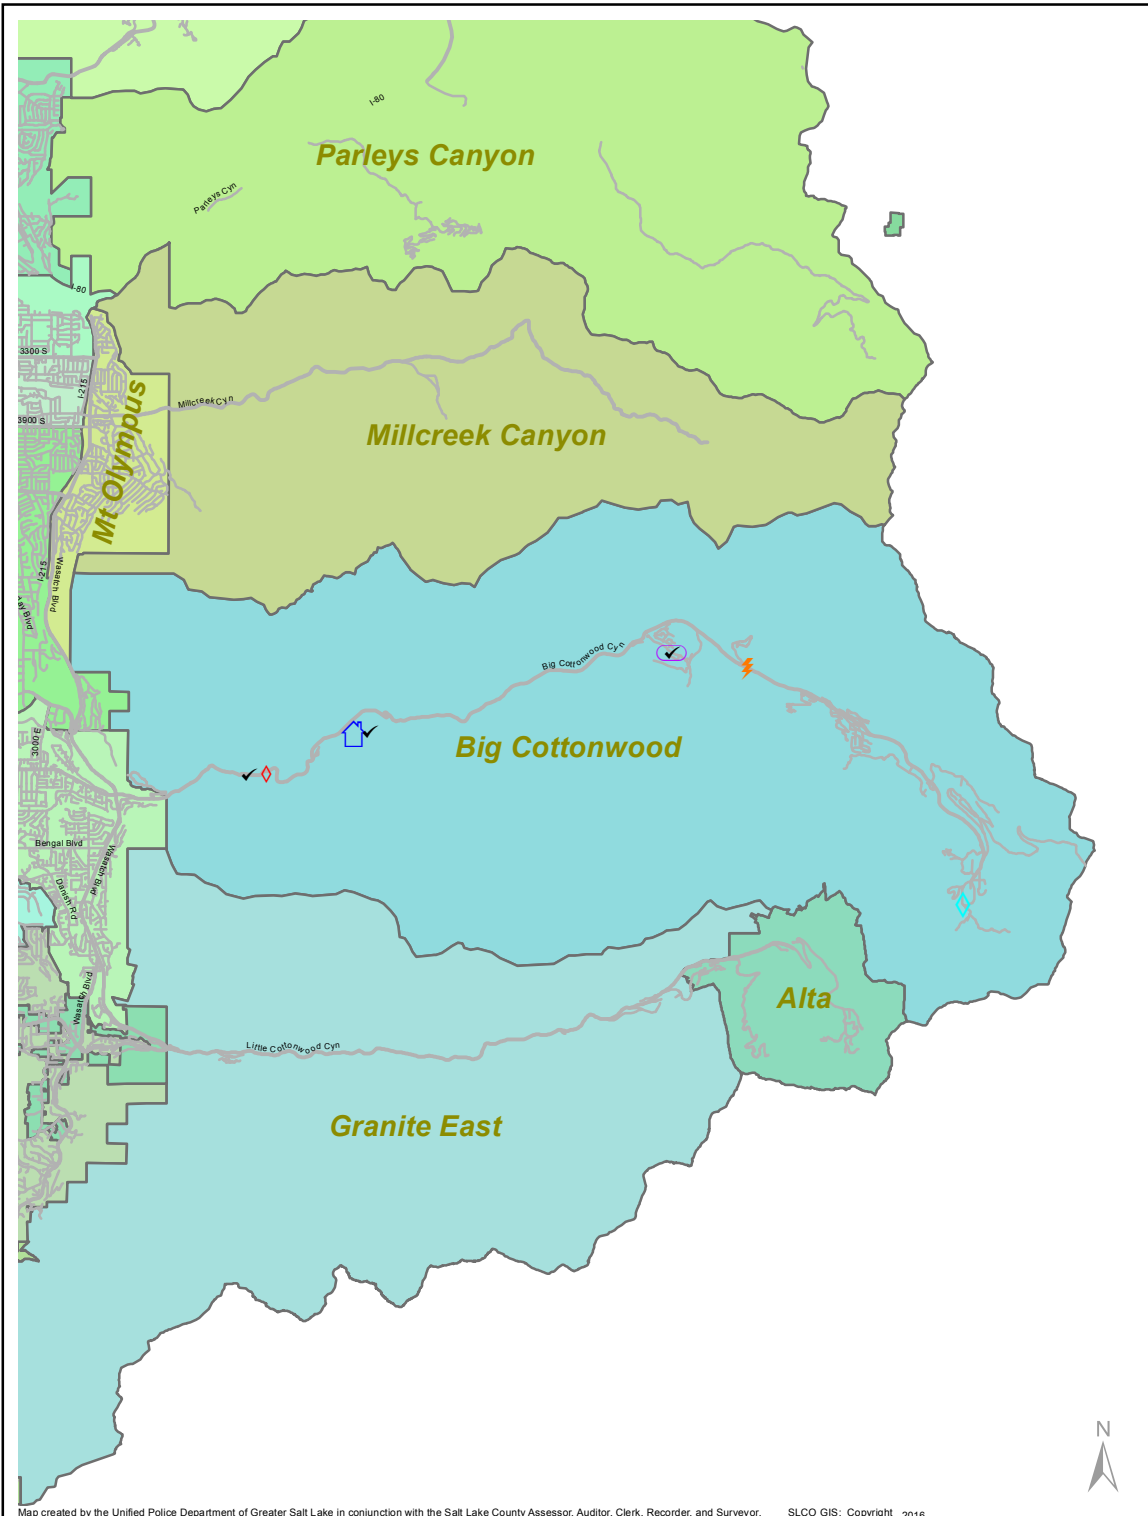 I-80
Parleys Canyon
Parleys Cyn
I-80
3300 S
I-215
Millcreek Cyn
3900 S
Mt Olympus
Millcreek Canyon
I-215
Wasatch Blvd
Blvd
Big Cottonwood Cyn
3000 E
Big Cottonwood
Bengal Blvd
Wasatch Blvd
Danish Rd
Wasatch Blvd
Alta
Little Cottonwood Cyn
Granite East
N
Map created by the Unified Police Department of Greater Salt Lake in conjunction with the Salt Lake County Assessor, Auditor, Clerk, Recorder, and Surveyor. SLCO GIS: Copyright 2016